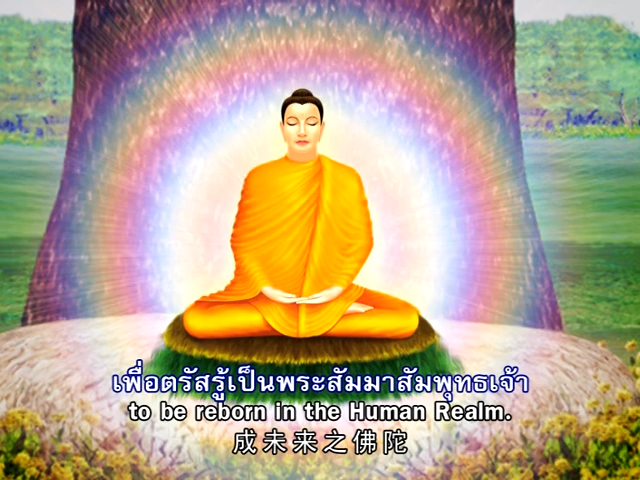 เพื่อตรัสรู้เป็นพระสัมมาสัมพุทธเจ้า
to be reborn in the Human Realm.
成未来之佛陀